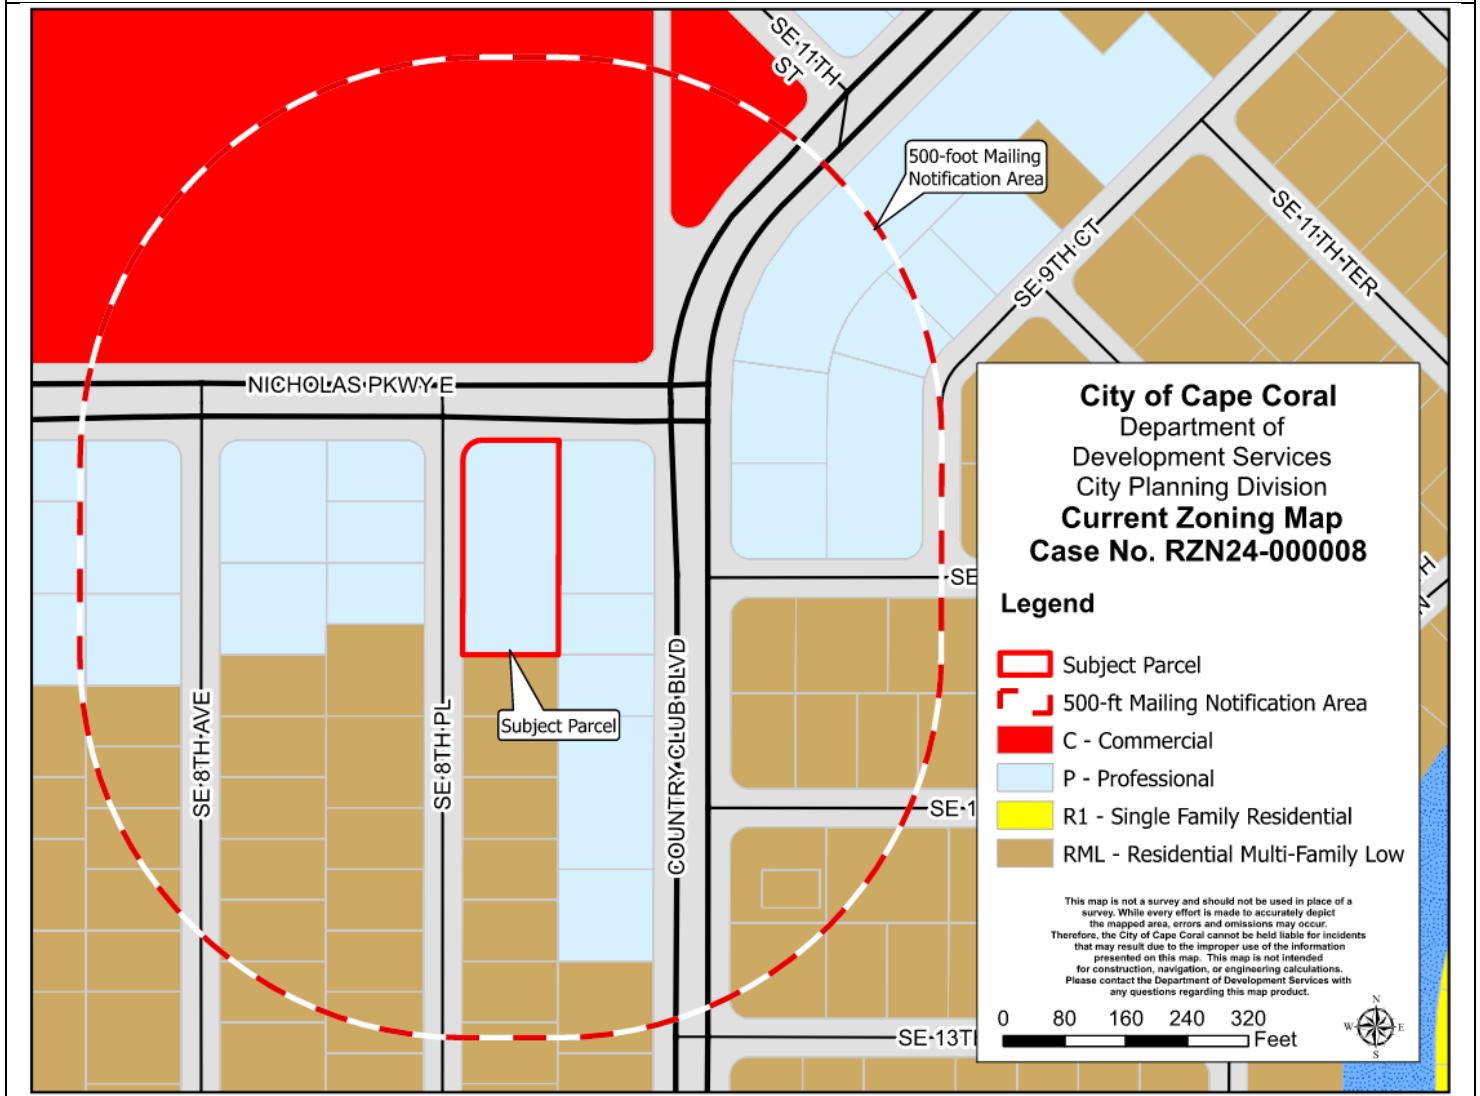 SE 11TH
ST
500-foot Mailing
Notification Area
SE 9TH CT
SE 11TH TER
NICHOLAS PKWY E
SE 8TH AVE
SE 8TH PL
COUNTRY CLUB BLVD
Subject Parcel
SE
SE 1
SE 13T
H
City of Cape Coral
Department of
Development Services
City Planning Division
Current Zoning Map
Case No. RZN24-000008
Legend
Subject Parcel
500-ft Mailing Notification Area
C - Commercial
P - Professional
R1 - Single Family Residential
RML - Residential Multi-Family Low
This map is not a survey and should not be used in place of a
survey. While every effort is made to accurately depict
the mapped area, errors and omissions may occur.
Therefore, the City of Cape Coral cannot be held liable for incidents
that may result due to the improper use of the information
presented on this map. This map is not intended
for construction, navigation, or engineering calculations.
Please contact the Department of Development Services with
any questions regarding this map product.
0 80 160 240 320
Feet
N
W E
S